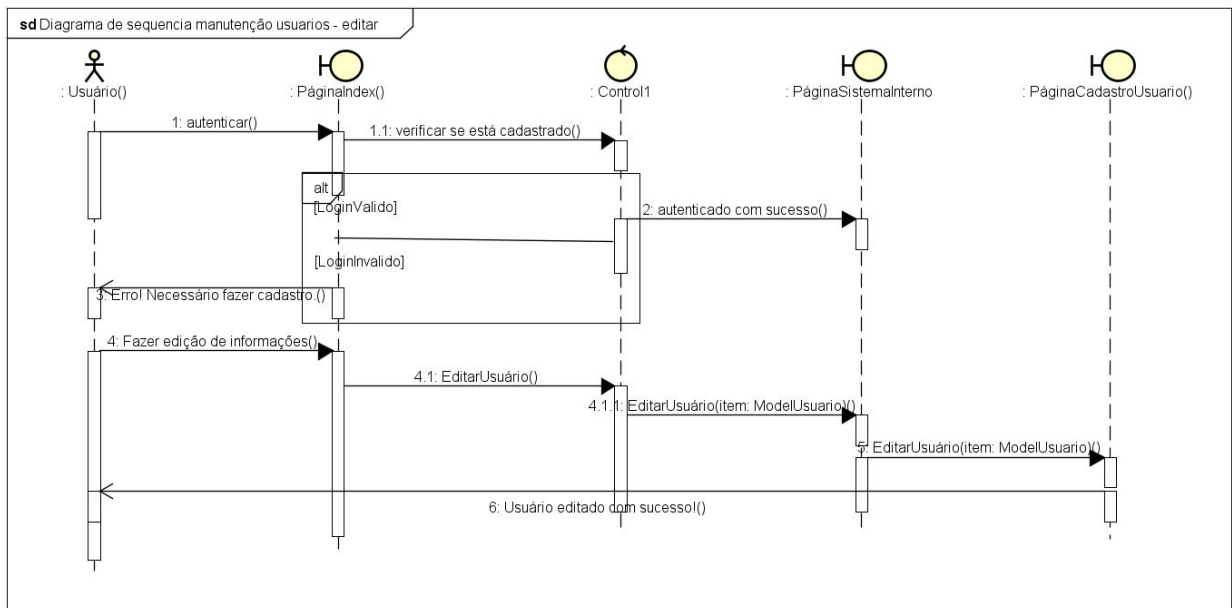 sd Diagrama de sequencia manutenção usuarios - editar
: Usuário()
: PáginaIndex()
: Control1
: PáginaSistemaInterno
: PáginaCadastroUsuario()
1: autenticar()
1.1: verificar se está cadastrado()
alt
[LoginValido]
2: autenticado com sucesso()
[LoginInvalido]
3: Erro! Necessário fazer cadastro.()
4: Fazer edição de informações()
4.1: EditarUsuário()
4.1.1: EditarUsuário(item: ModelUsuario)()
5: EditarUsuário(item: ModelUsuario)()
6: Usuário editado com sucesso!()